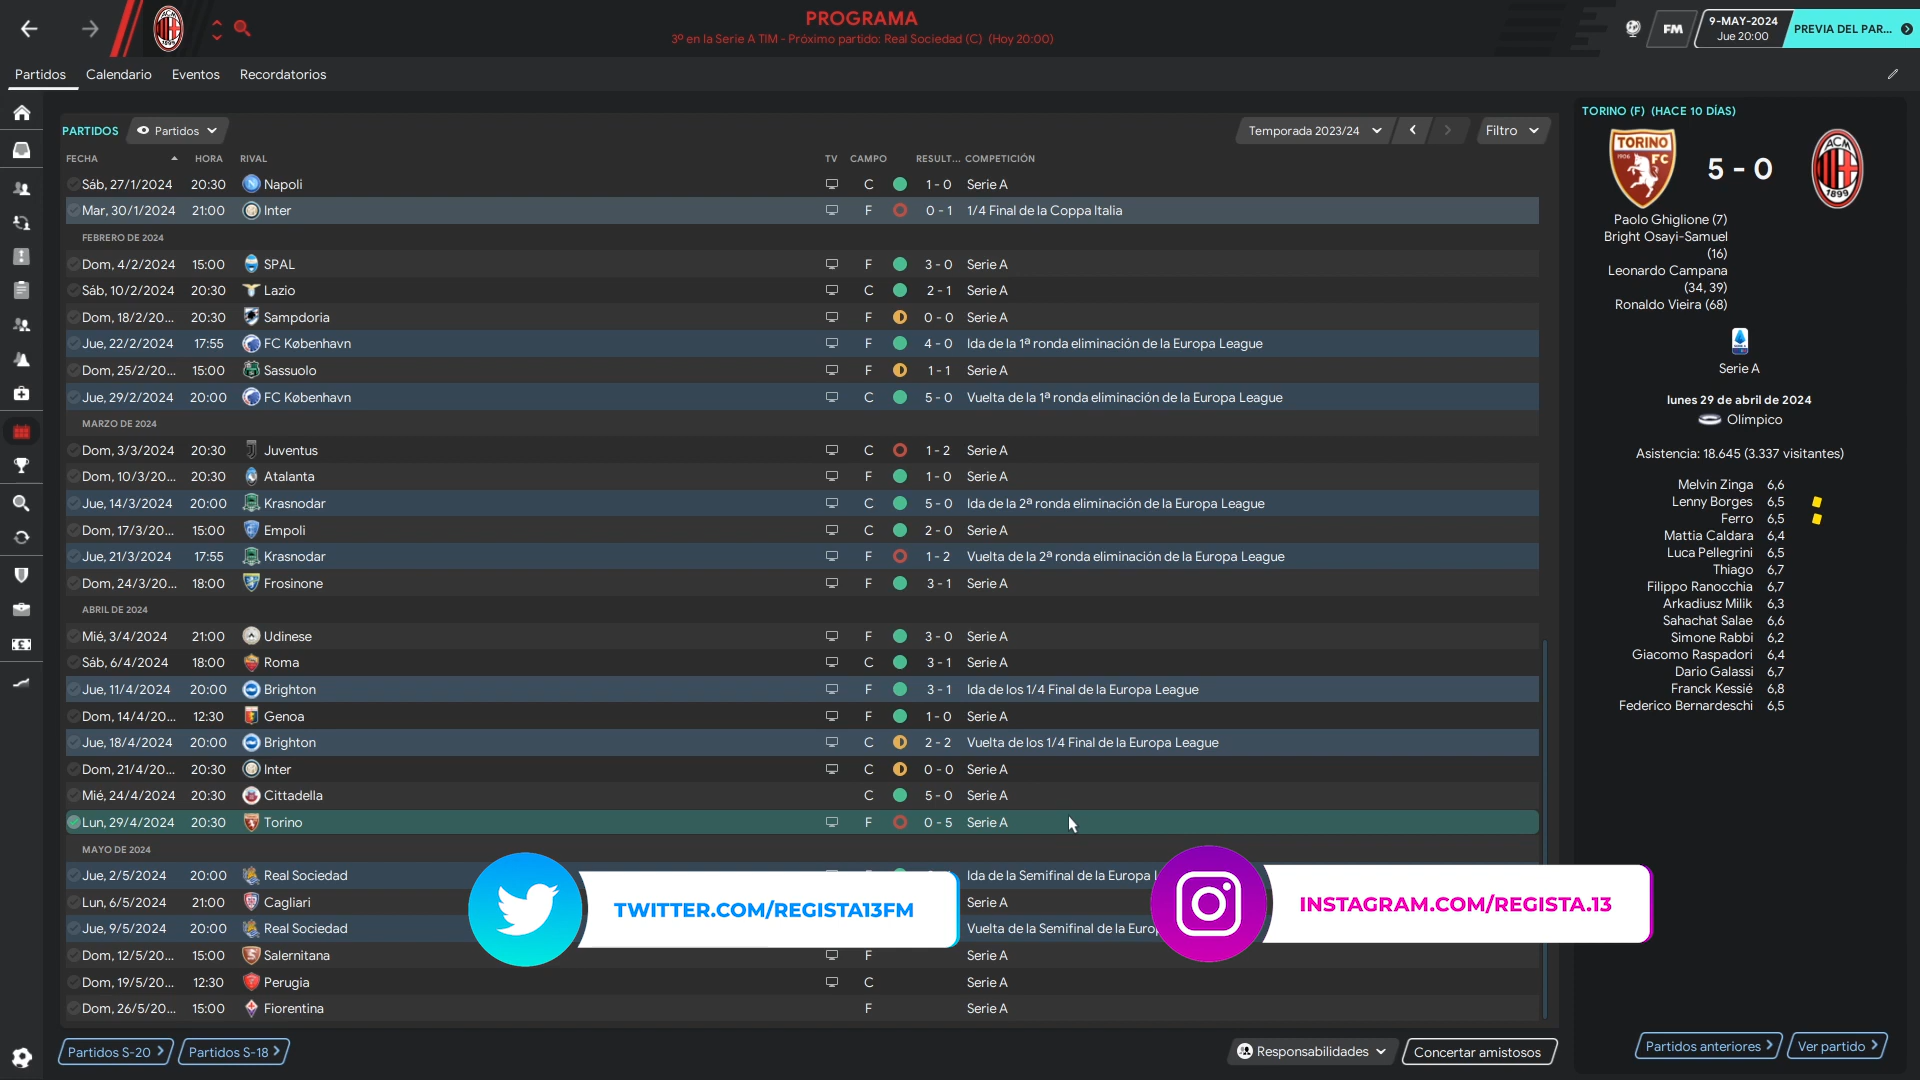 PROGRAMA
3º en la Serie A TIM - Próximo partido: Real Sociedad (C) (Hoy 20:00)
FM
9-MAY-2024
Jue 20:00
PREVIA DEL PAR...
Partidos Calendario Eventos Recordatorios
PARTIDOS Partidos Temporada 2023/24 Filtro
FECHA HORA RIVAL TV CAMPO RESULT... COMPETICIÓN
Sáb, 27/1/2024 20:30 Napoli C 1 - 0 Serie A
Mar, 30/1/2024 21:00 Inter F 0 - 1 1/4 Final de la Coppa Italia
FEBRERO DE 2024
Dom, 4/2/2024 15:00 SPAL F 3 - 0 Serie A
Sáb, 10/2/2024 20:30 Lazio C 2 - 1 Serie A
Dom, 18/2/20... 20:30 Sampdoria F 0 - 0 Serie A
Jue, 22/2/2024 17:55 FC København F 4 - 0 Ida de la 1ª ronda eliminación de la Europa League
Dom, 25/2/20... 15:00 Sassuolo F 1 - 1 Serie A
Jue, 29/2/2024 20:00 FC København C 5 - 0 Vuelta de la 1ª ronda eliminación de la Europa League
MARZO DE 2024
Dom, 3/3/2024 20:30 Juventus C 1 - 2 Serie A
Dom, 10/3/20... 20:30 Atalanta F 1 - 0 Serie A
Jue, 14/3/2024 20:00 Krasnodar C 5 - 0 Ida de la 2ª ronda eliminación de la Europa League
Dom, 17/3/20... 15:00 Empoli C 2 - 0 Serie A
Jue, 21/3/2024 17:55 Krasnodar F 1 - 2 Vuelta de la 2ª ronda eliminación de la Europa League
Dom, 24/3/20... 18:00 Frosinone F 3 - 1 Serie A
ABRIL DE 2024
Mié, 3/4/2024 21:00 Udinese F 3 - 0 Serie A
Sáb, 6/4/2024 18:00 Roma C 3 - 1 Serie A
Jue, 11/4/2024 20:00 Brighton F 3 - 1 Ida de los 1/4 Final de la Europa League
Dom, 14/4/20... 12:30 Genoa F 1 - 0 Serie A
Jue, 18/4/2024 20:00 Brighton C 2 - 2 Vuelta de los 1/4 Final de la Europa League
Dom, 21/4/20... 20:30 Inter C 0 - 0 Serie A
Mié, 24/4/2024 20:30 Cittadella C 5 - 0 Serie A
Lun, 29/4/2024 20:30 Torino F 0 - 5 Serie A
MAYO DE 2024
Jue, 2/5/2024 20:00 Real Sociedad Ida de la Semifinal de la Europa
Lun, 6/5/2024 21:00 Cagliari Serie A
Jue, 9/5/2024 20:00 Real Sociedad Vuelta de la Semifinal de la
Dom, 12/5/20... 15:00 Salernitana F Serie A
Dom, 19/5/20... 12:30 Perugia C Serie A
Dom, 26/5/20... 15:00 Fiorentina F Serie A
TWITTER.COM/REGISTA13FM
INSTAGRAM.COM/REGISTA.13
Partidos S-20 Partidos S-18 Responsabilidades Concertar amistosos
TORINO (F) (HACE 10 DÍAS)
TORINO
1906 FC
5 - 0
ACM
1899
Paolo Ghiglione (7)
Bright Osayi-Samuel
(16)
Leonardo Campana
(34, 39)
Ronaldo Vieira (68)
Serie A
lunes 29 de abril de 2024
Olímpico
Asistencia: 18.645 (3.337 visitantes)
Melvin Zinga 6,6
Lenny Borges 6,5
Ferro 6,5
Mattia Caldara 6,4
Luca Pellegrini 6,5
Thiago 6,7
Filippo Ranocchia 6,7
Arkadiusz Milik 6,3
Sahachat Salae 6,6
Simone Rabbi 6,2
Giacomo Raspadori 6,4
Dario Galassi 6,7
Franck Kessié 6,8
Federico Bernardeschi 6,5
Partidos anteriores Ver partido